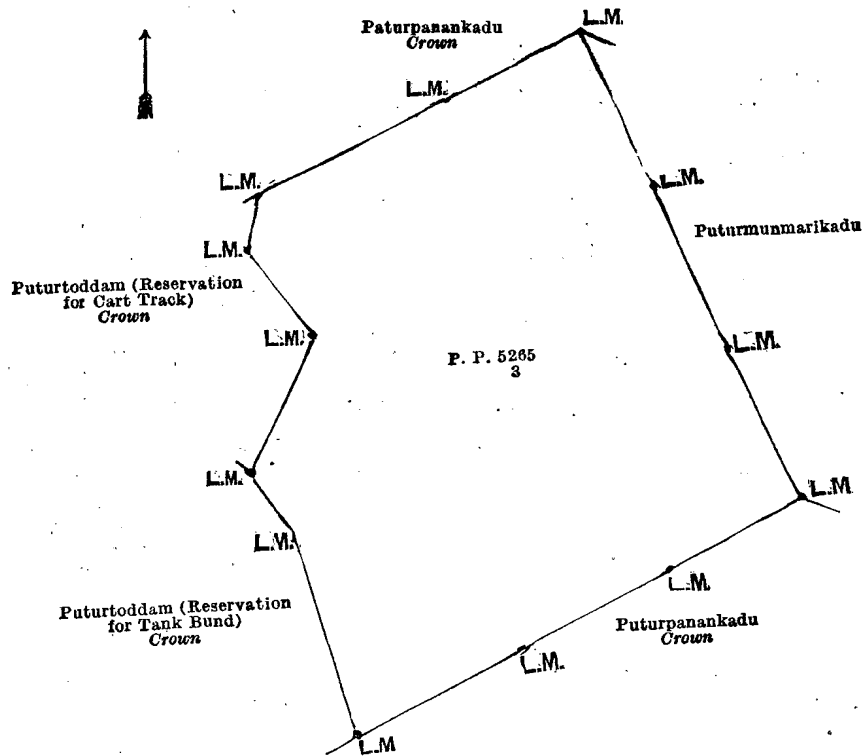 L.M.
Paturpanankadu
Crown
L.M.
L.M.
L.M.
Puturmunmarikadu
L.M.
Puturtoddam (Reservation
for Cart Track)
Crown
L.M.
L.M.
P. P. 5265
3
L.M.
L.M.
L.M
L.M.
L.M.
Puturtoddam (Reservation
for Tank Bund)
Crown
Puturpanankadu
Crown
L.M.
L.M